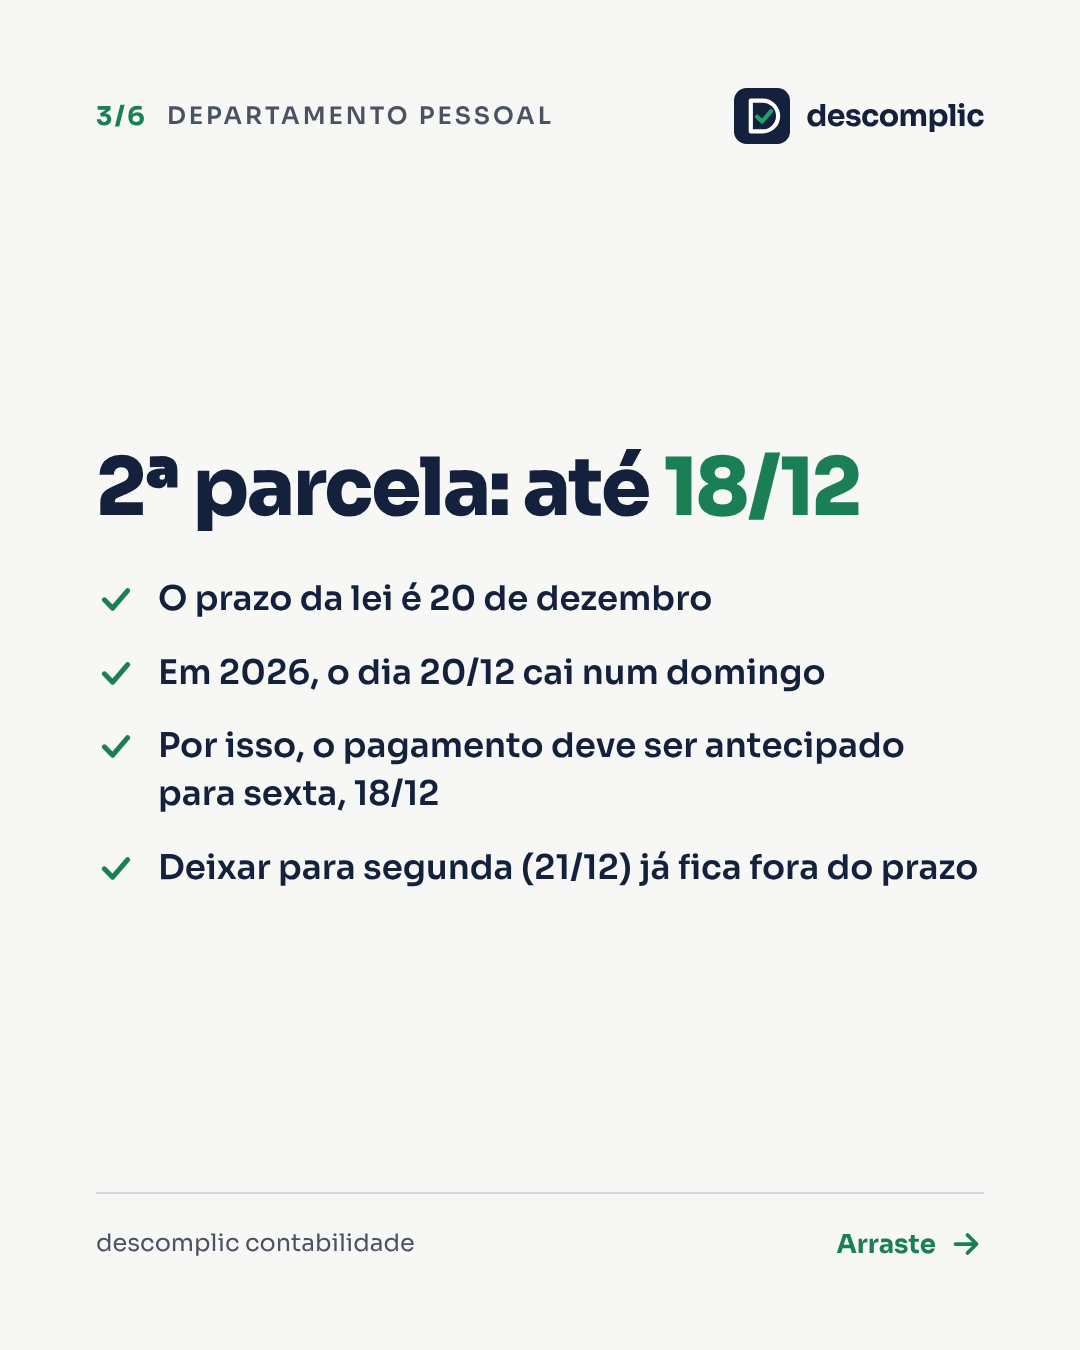 3/6 DEPARTAMENTO PESSOAL
descomplic
2ª parcela: até 18/12
O prazo da lei é 20 de dezembro
Em 2026, o dia 20/12 cai num domingo
Por isso, o pagamento deve ser antecipado
para sexta, 18/12
Deixar para segunda (21/12) já fica fora do prazo
descomplic contabilidade
Arraste →